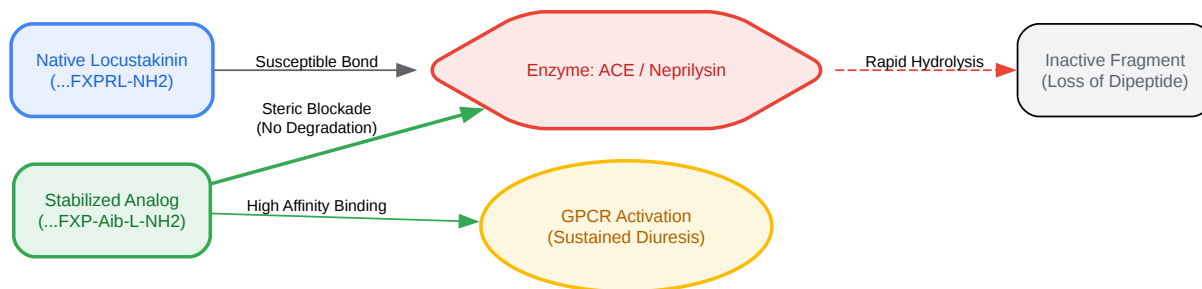 Native Locustakinin
(...FXPRL-NH2)
Susceptible Bond
Enzyme: ACE / Neprilysin
Rapid Hydrolysis
Inactive Fragment
(Loss of Dipeptide)
Steric Blockade
(No Degradation)
Stabilized Analog
(...FXP-Aib-L-NH2)
High Affinity Binding
GPCR Activation
(Sustained Diuresis)